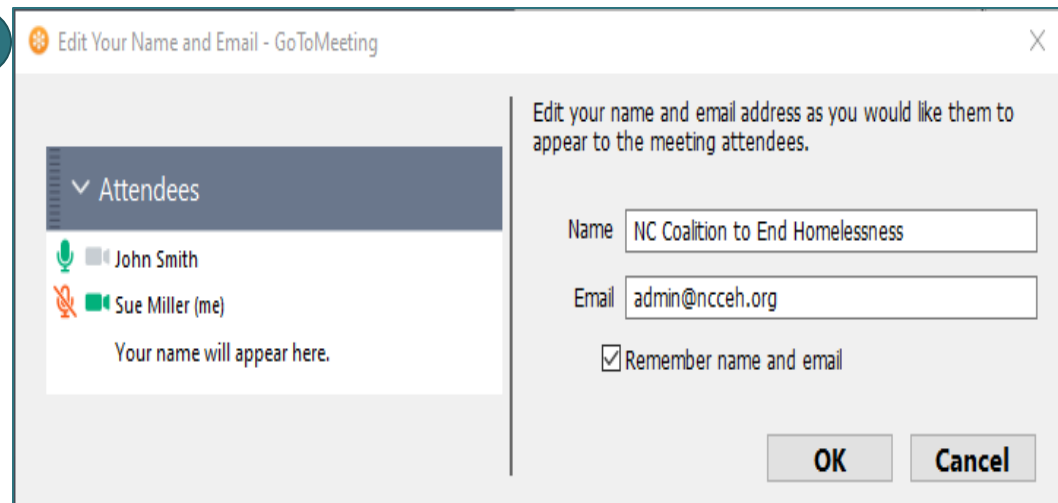 Edit Your Name and Email - GoToMeeting
Attendees
John Smith
Sue Miller (me)
Your name will appear here.
Edit your name and email address as you would like them to
appear to the meeting attendees.
Name NC Coalition to End Homelessness
Email admin@ncceh.org
Remember name and email
OK Cancel